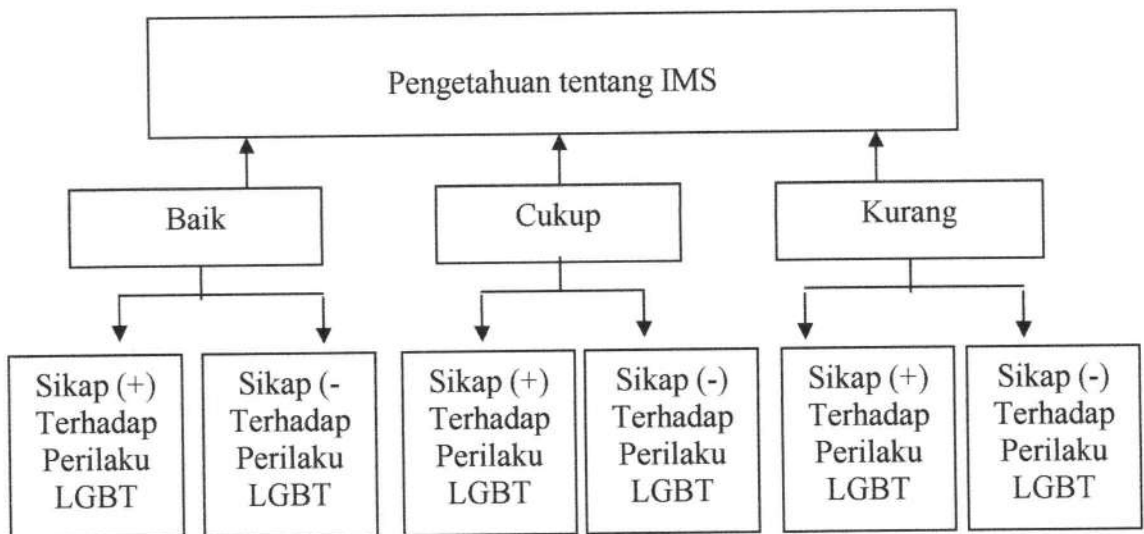 Pengetahuan tentang IMS
Baik
Cukup
Kurang
Sikap (+)
Terhadap
Perilaku
LGBT
Sikap (-
Terhadap
Perilaku
LGBT
Sikap (+)
Terhadap
Perilaku
LGBT
Sikap (-)
Terhadap
Perilaku
LGBT
Sikap (+)
Terhadap
Perilaku
LGBT
Sikap (-)
Terhadap
Perilaku
LGBT